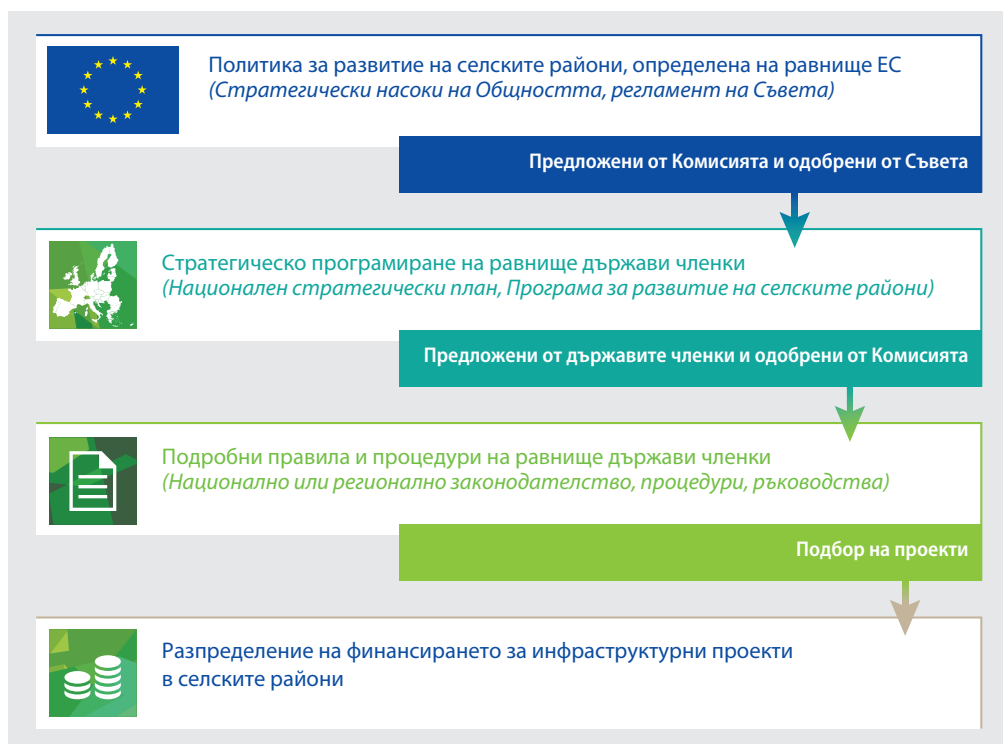 Политика за развитие на селските райони, определена на равнище ЕС
(Стратегически насоки на Общността, регламент на Съвета)
Предложени от Комисията и одобрени от Съвета
Стратегическо програмиране на равнище държави членки
(Национален стратегически план, Програма за развитие на селските райони)
Предложени от държавите членки и одобрени от Комисията
Подробни правила и процедури на равнище държави членки
(Национално или регионално законодателство, процедури, ръководства)
Подбор на проекти
Разпределение на финансирането за инфраструктурни проекти
в селските райони